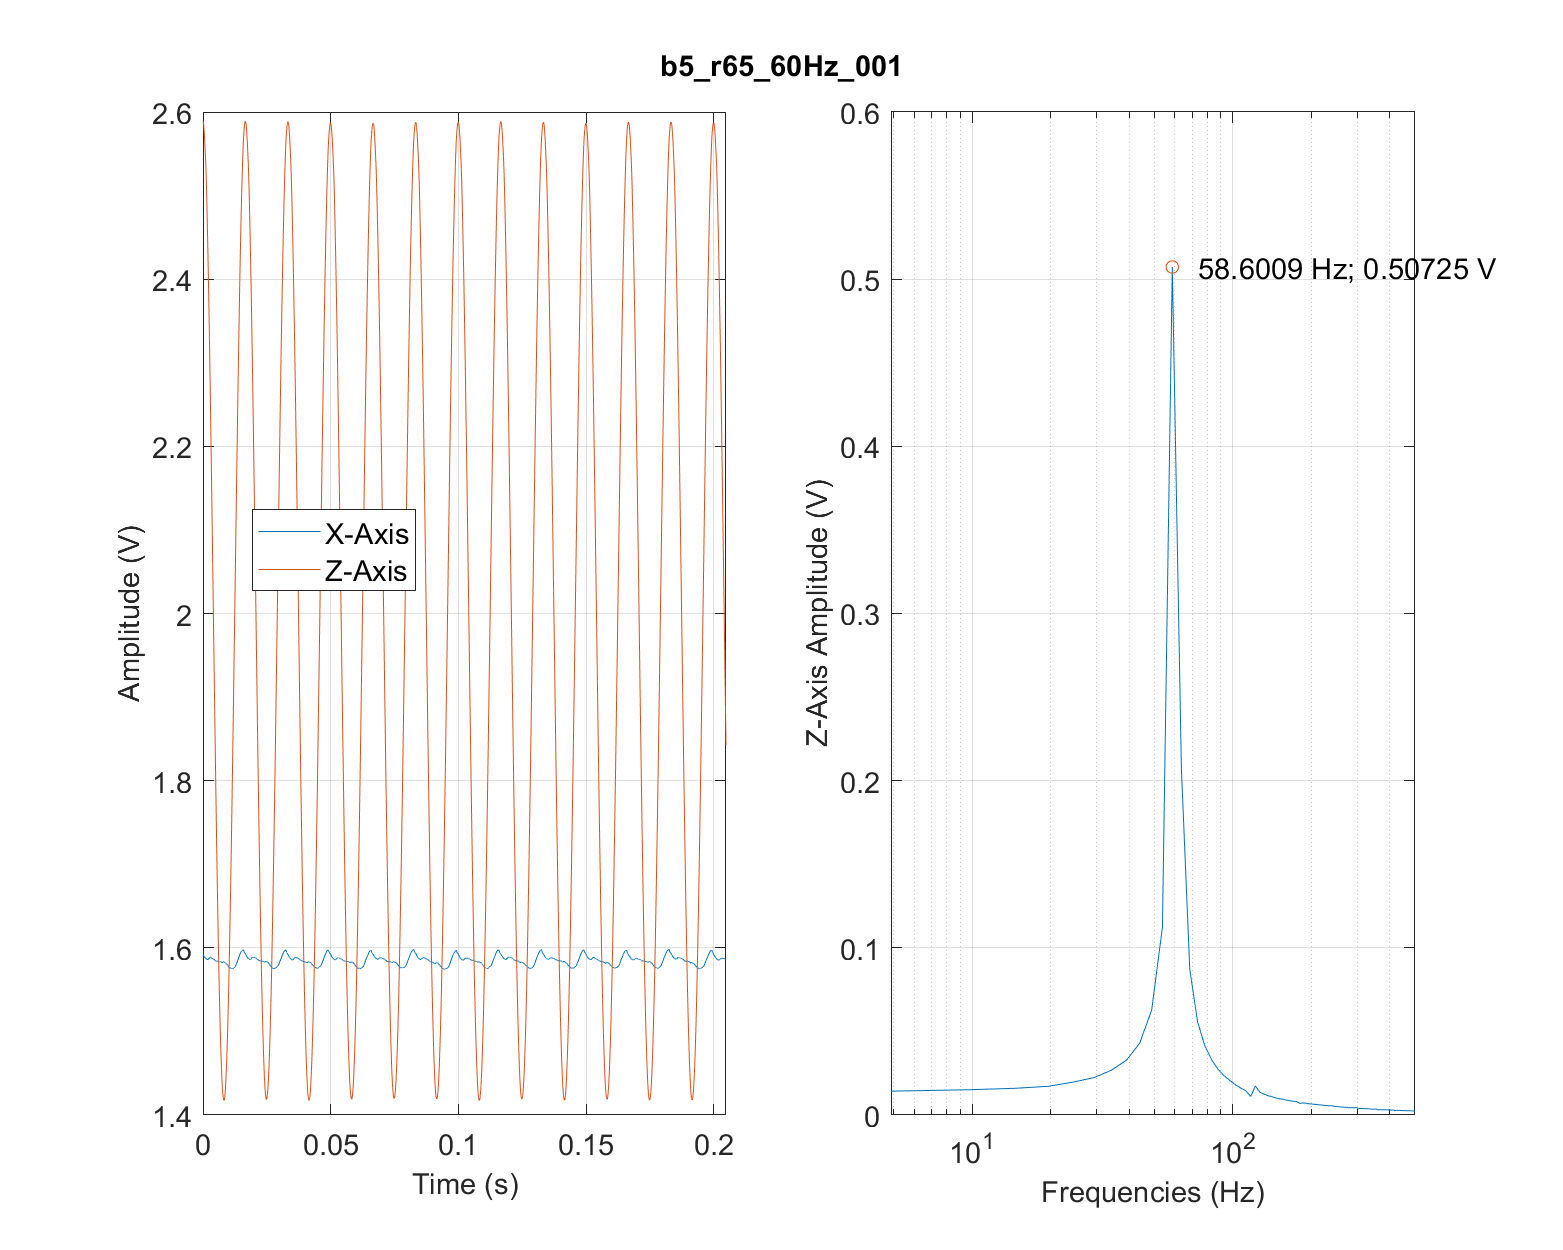 b5_r65_60Hz_001
2.6
2.4
2.2
2
1.8
1.6
1.4
Amplitude (V)
X-Axis
Z-Axis
0 0.05 0.1 0.15 0.2
Time (s)
0.6
0.5
0.4
0.3
0.2
0.1
0
Z-Axis Amplitude (V)
58.6009 Hz; 0.50725 V
10¹ 10²
Frequencies (Hz)